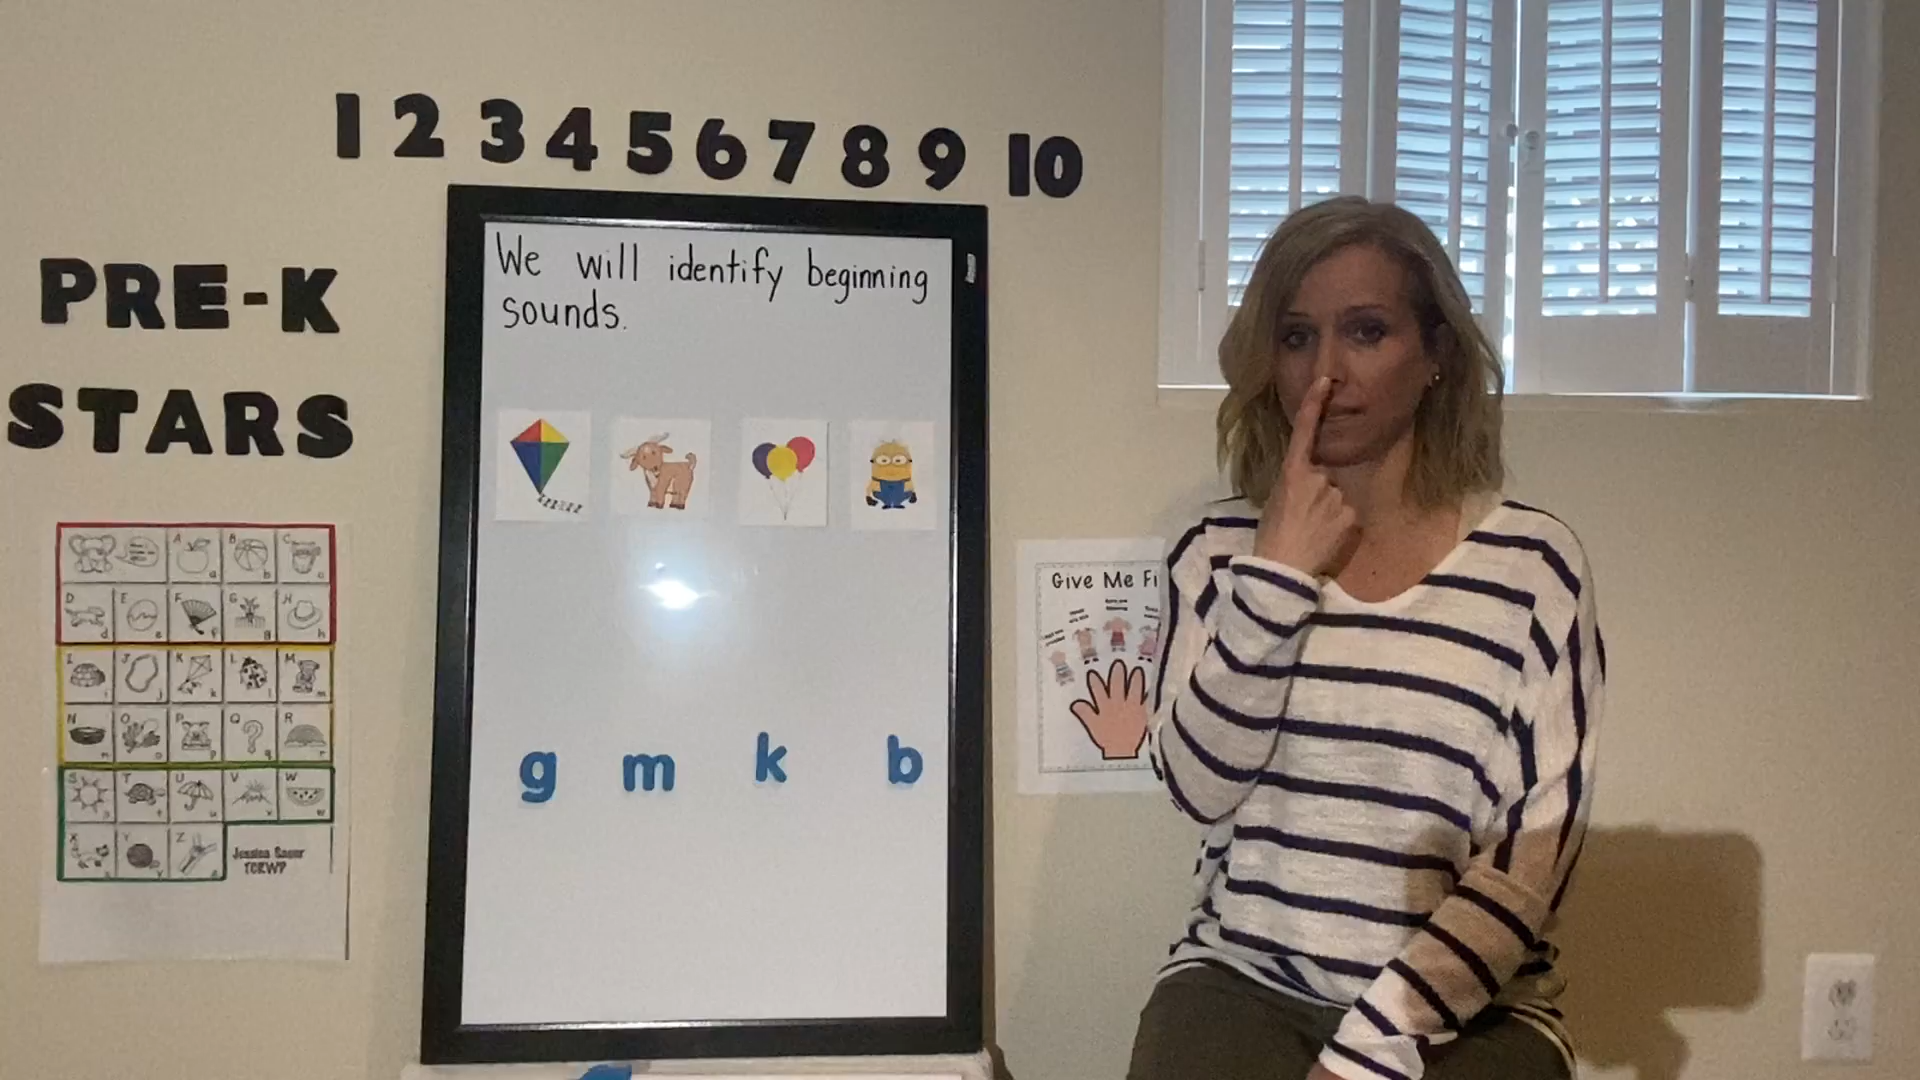 1 2 3 4 5 6 7 8 9 10
PRE-K
STARS
We will identify beginning
sounds.
g m k b
A a B b C c
D d E e F f G g H h
I i J j K k L l M m
N n O o P p Q q R r
S s T t U u V v W w
X x Y y Z z
TCRWP
Give Me Fi